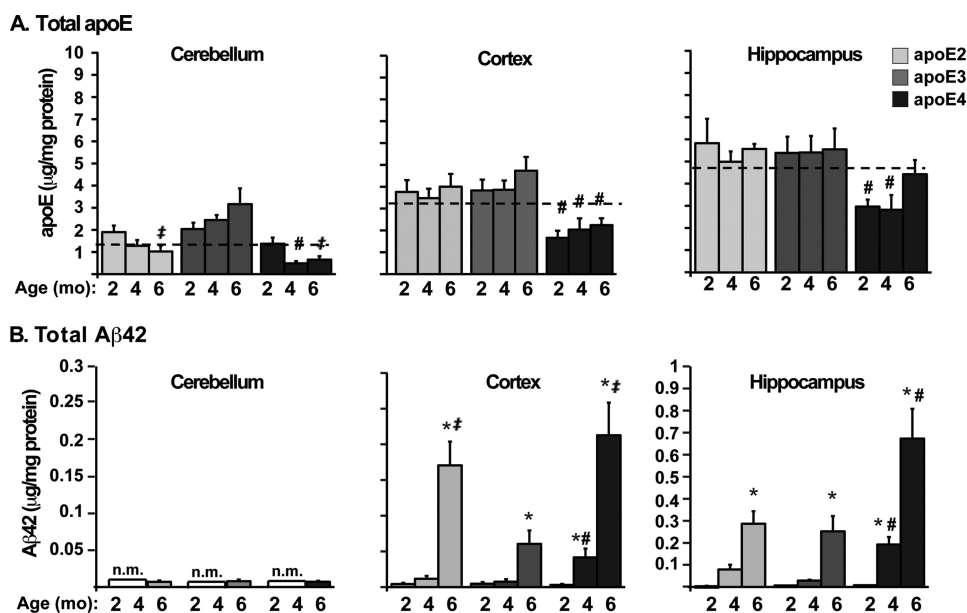 A. Total apoE
Cerebellum
Cortex
Hippocampus
apoE2
apoE3
apoE4
apoE (μg/mg protein)
10
9
8
7
6
5
4
3
2
1
‡ # ‡
# # #
# #
Age (mo): 2 4 6 2 4 6 2 4 6
2 4 6 2 4 6 2 4 6
2 4 6 2 4 6 2 4 6
B. Total Aβ42
Cerebellum
Cortex
Hippocampus
Aβ42 (μg/mg protein)
0.3
0.25
0.2
0.15
0.1
0.05
n.m. n.m. n.m.
*‡ * *# *‡
1
0.9
0.8
0.7
0.6
0.5
0.4
0.3
0.2
0.1
* * *# *#
Age (mo): 2 4 6 2 4 6 2 4 6
2 4 6 2 4 6 2 4 6
2 4 6 2 4 6 2 4 6